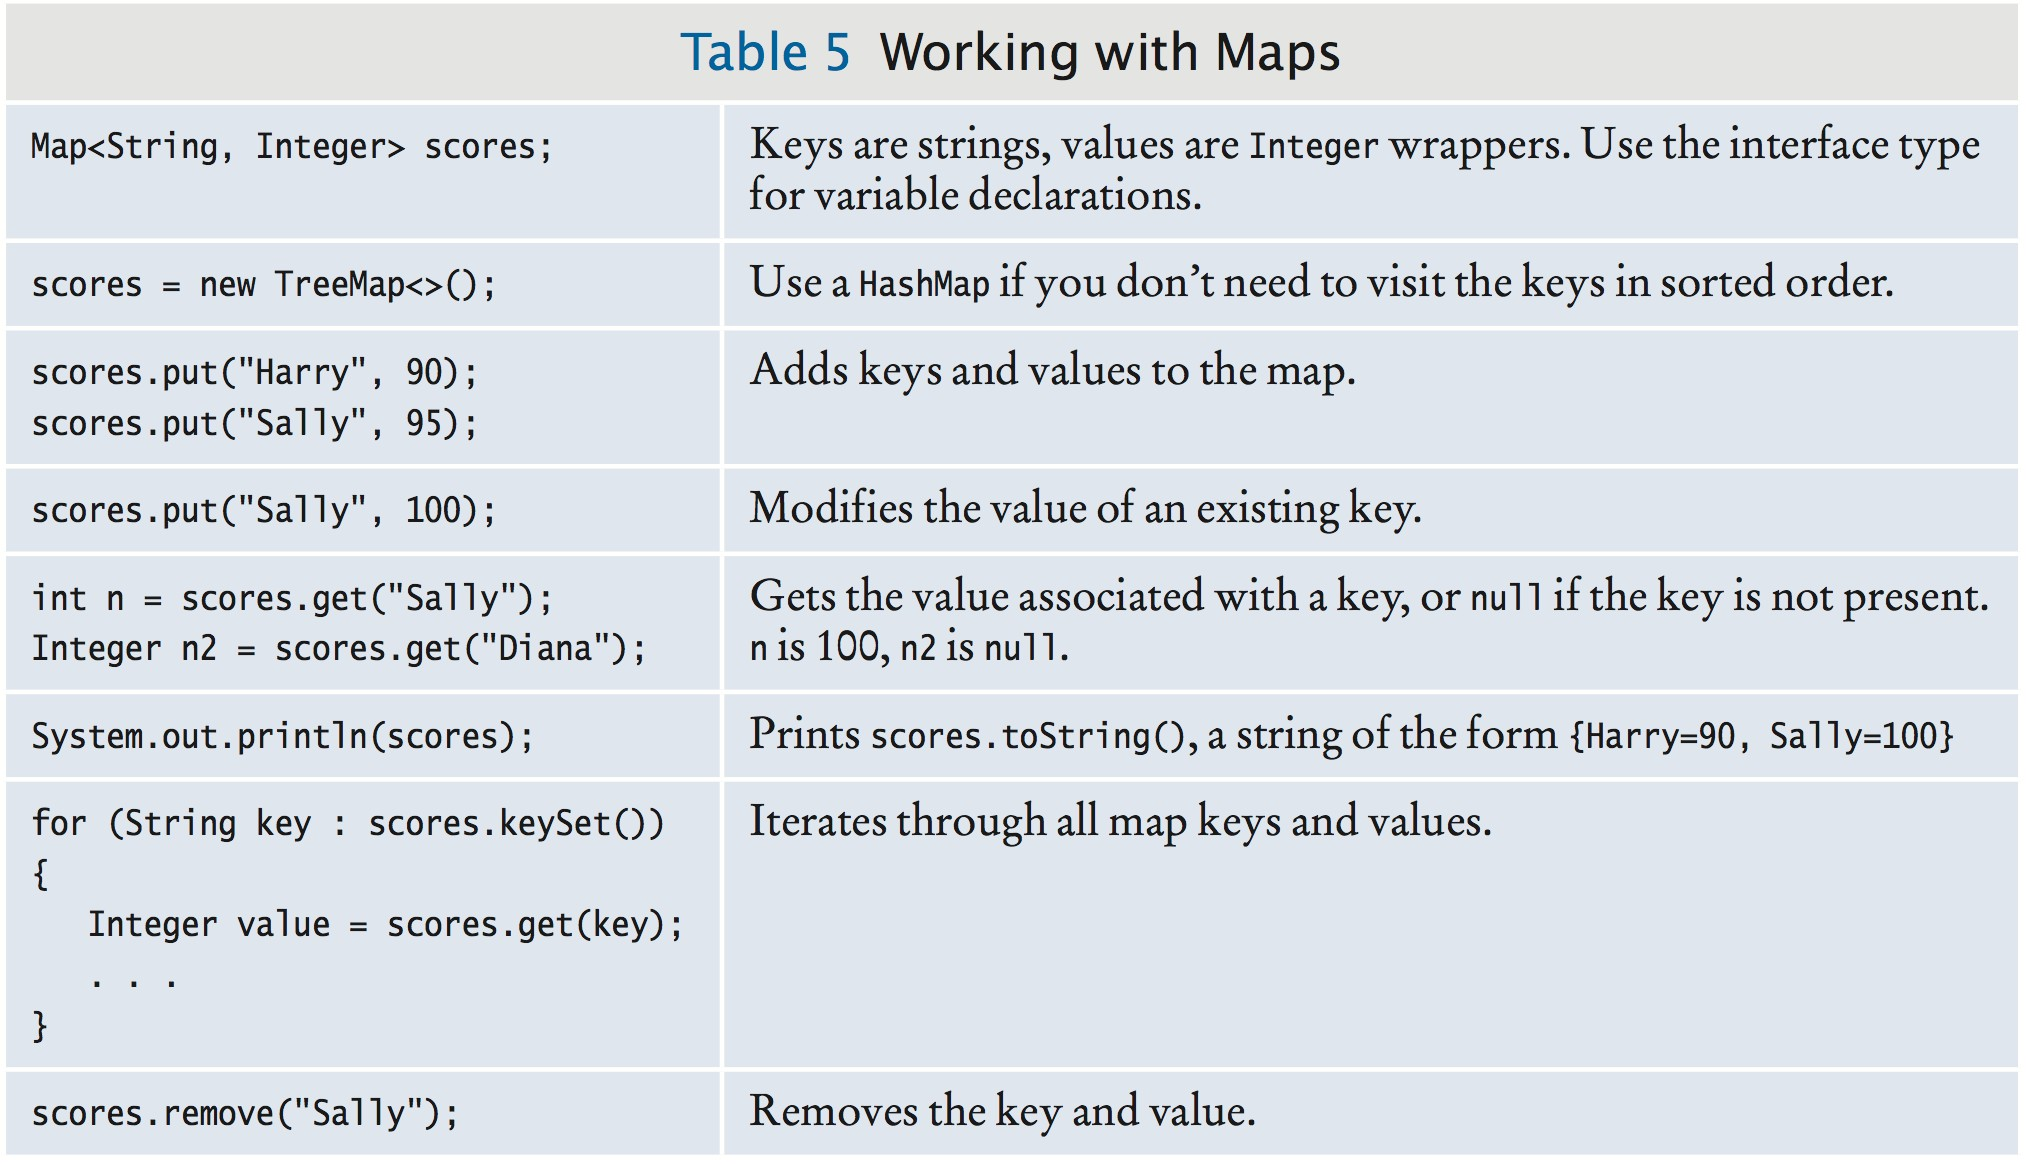 Table 5 Working with Maps
Map<String, Integer> scores;
Keys are strings, values are Integer wrappers. Use the interface type
for variable declarations.
scores = new TreeMap<>();
Use a HashMap if you don’t need to visit the keys in sorted order.
scores.put("Harry", 90);
scores.put("Sally", 95);
Adds keys and values to the map.
scores.put("Sally", 100);
Modifies the value of an existing key.
int n = scores.get("Sally");
Integer n2 = scores.get("Diana");
Gets the value associated with a key, or null if the key is not present.
n is 100, n2 is null.
System.out.println(scores);
Prints scores.toString(), a string of the form {Harry=90, Sally=100}
for (String key : scores.keySet())
{
   Integer value = scores.get(key);
   . . .
}
Iterates through all map keys and values.
scores.remove("Sally");
Removes the key and value.